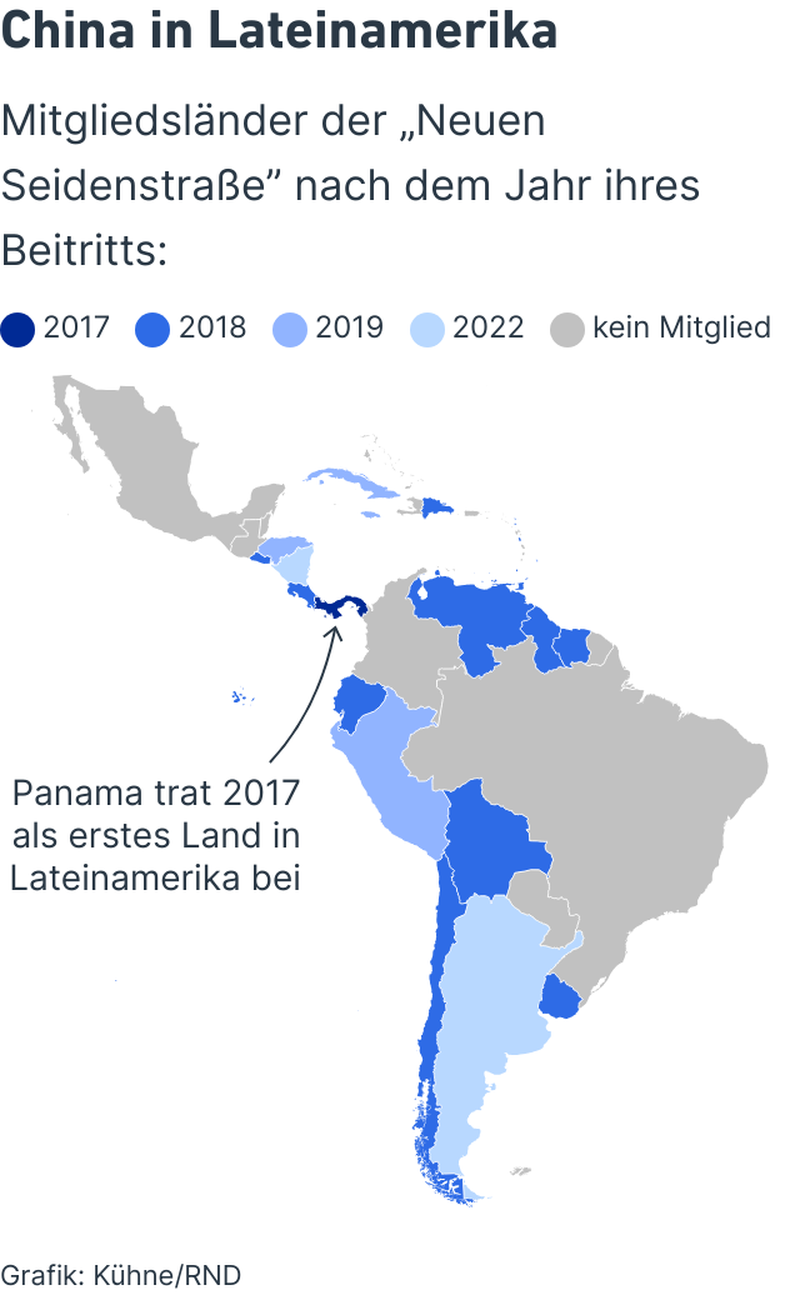 China in Lateinamerika
Mitgliedsländer der „Neuen
Seidenstraße” nach dem Jahr ihres
Beitritts:
2017 2018 2019 2022 kein Mitglied
Panama trat 2017
als erstes Land in
Lateinamerika bei
Grafik: Kühne/RND